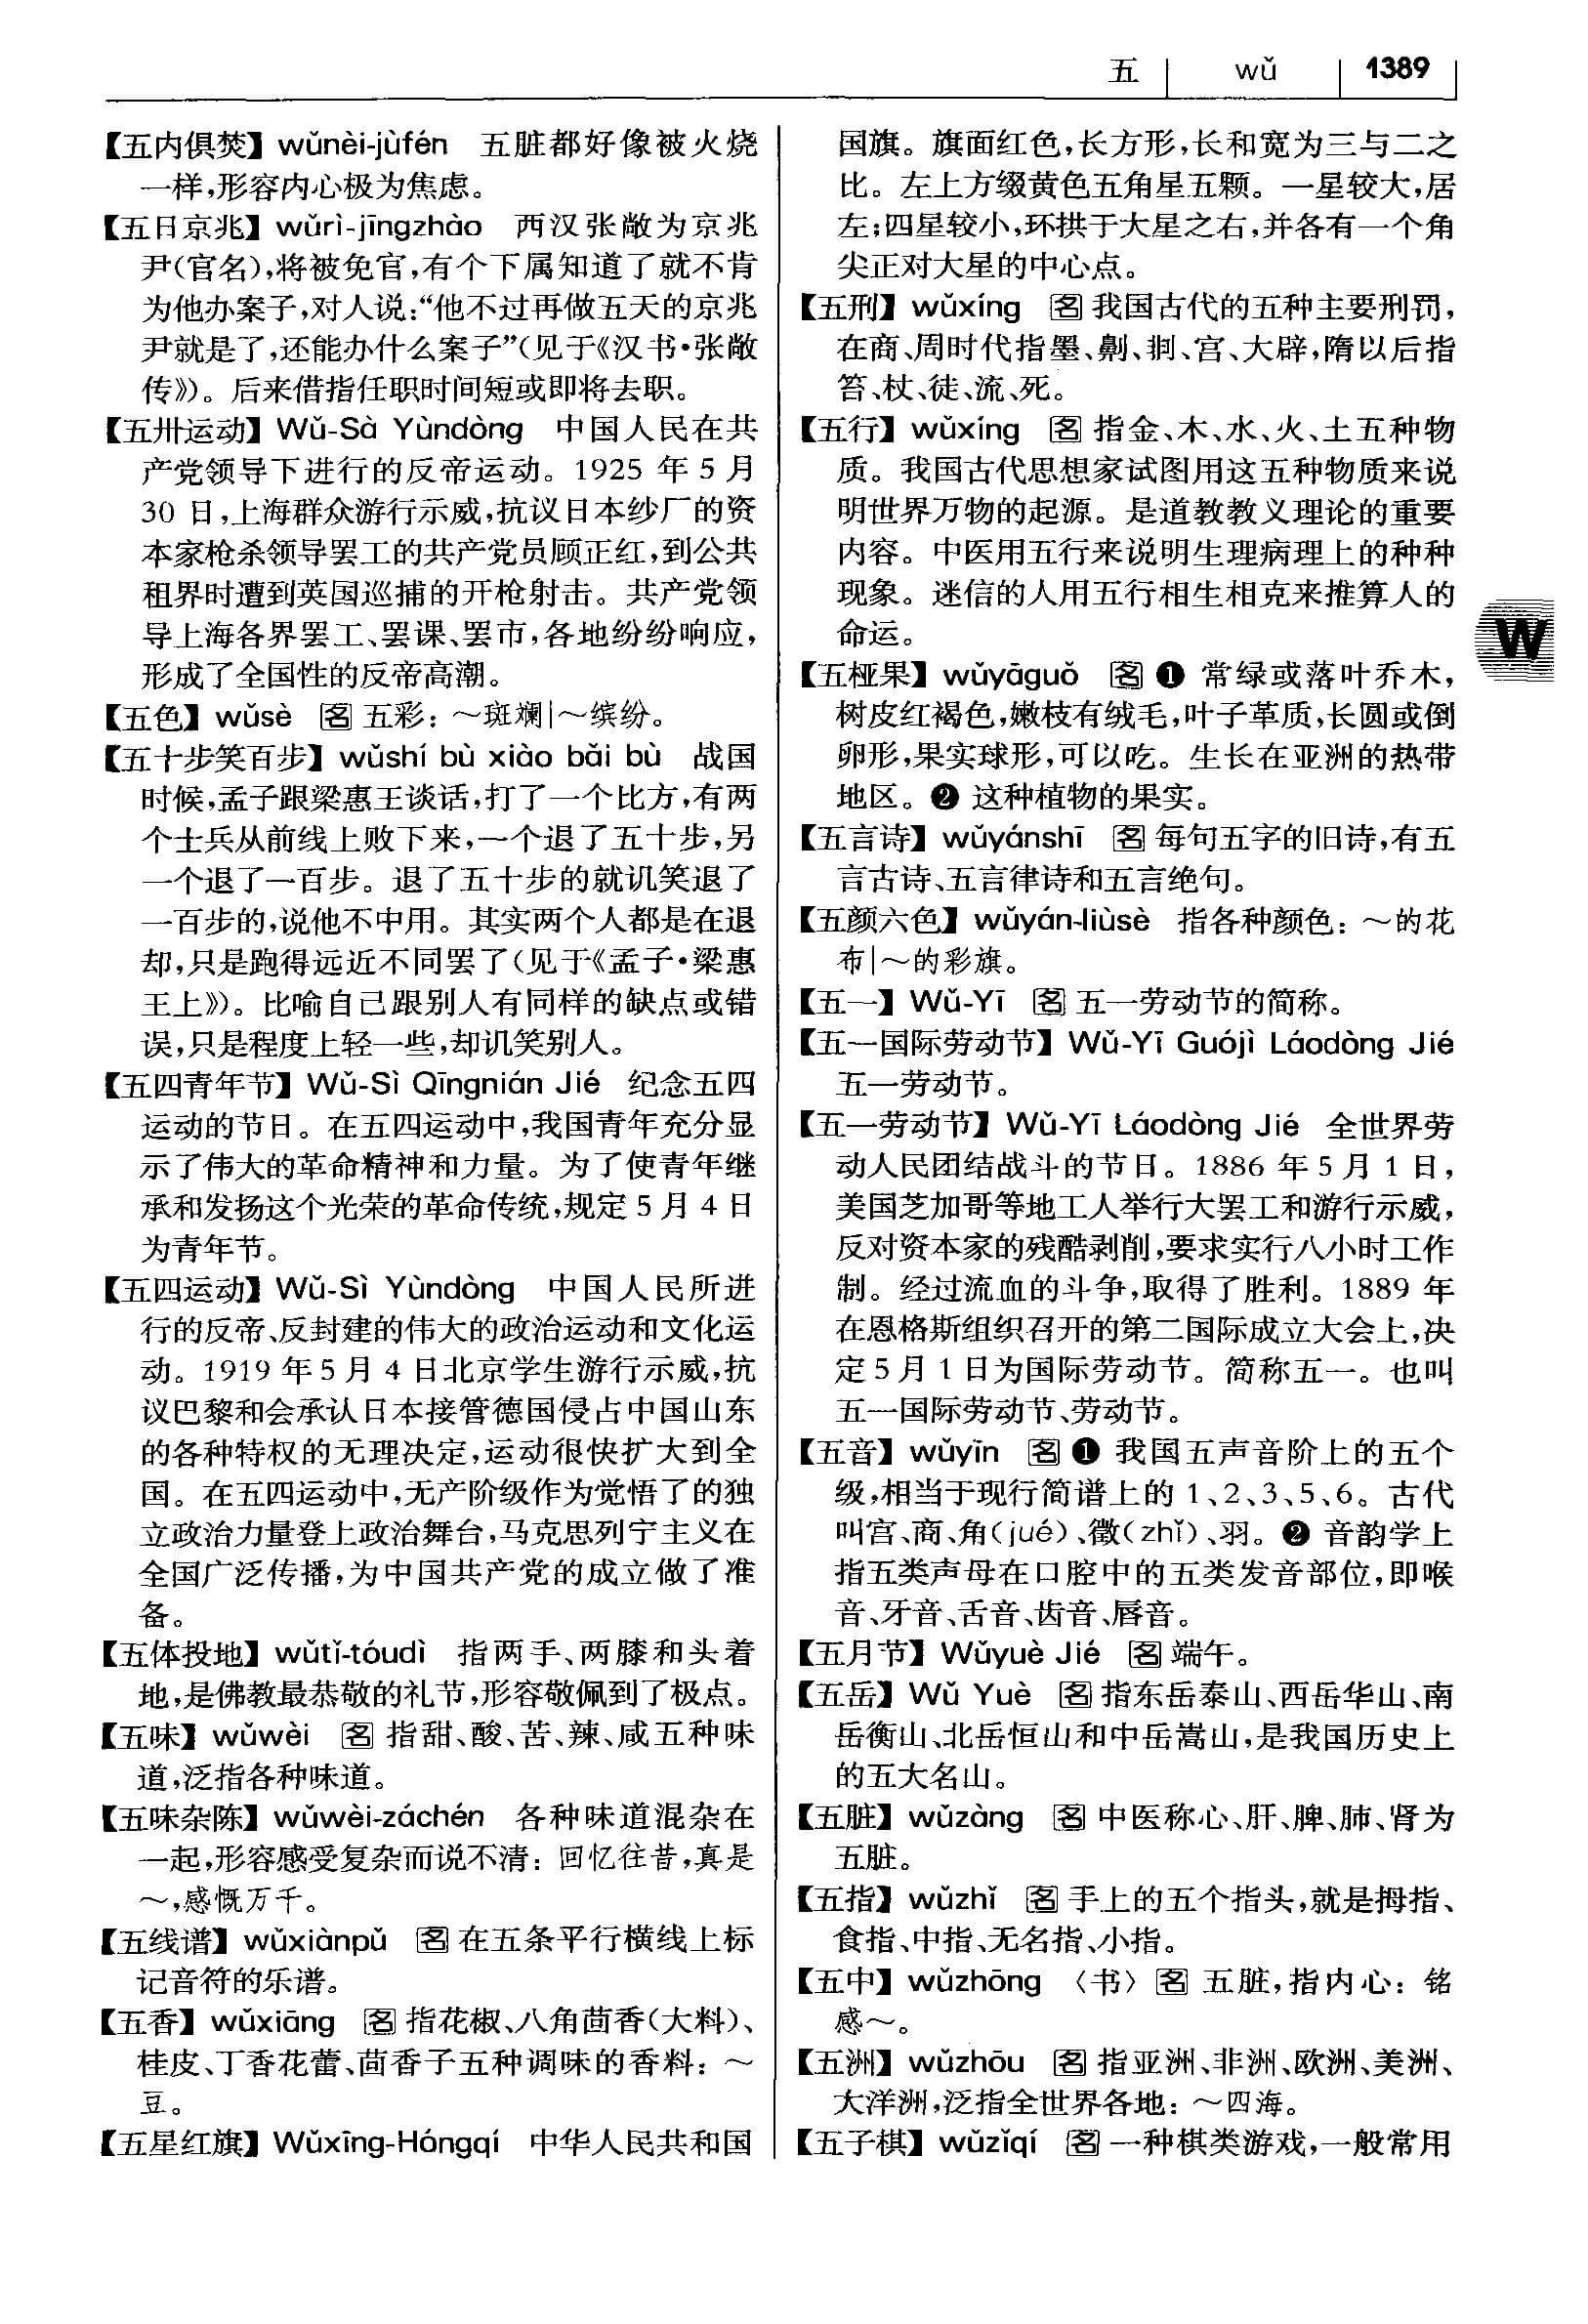 五 wǔ 1389
【五内俱焚】 wǔnèi-jùfén 五脏都好像被火烧
一样,形容内心极为焦虑。
【五日京兆】 wǔrì-jīngzhào 西汉张敞为京兆
尹(官名),将被免官,有个下属知道了就不肯
为他办案子,对人说:“他不过再做五天的京兆
尹就是了,还能办什么案子”(见于《汉书·张敞
传》)。后来借指任职时间短或即将去职。
【五卅运动】 Wǔ-Sà Yùndòng 中国人民在共
产党领导下进行的反帝运动。1925 年 5 月
30 日,上海群众游行示威,抗议日本纱厂的资
本家枪杀领导罢工的共产党员顾正红,到公共
租界时遭到英国巡捕的开枪射击。共产党领
导上海各界罢工、罢课、罢市,各地纷纷响应,
形成了全国性的反帝高潮。
【五色】 wǔsè 名 五彩:~斑斓|~缤纷。
【五十步笑百步】 wǔshí bù xiào bǎi bù 战国
时候,孟子跟梁惠王谈话,打了一个比方,有两
个士兵从前线上败下来,一个退了五十步,另
一个退了一百步。退了五十步的就讥笑退了
一百步的,说他不中用。其实两个人都是在退
却,只是跑得远近不同罢了(见于《孟子·梁惠
王上》)。比喻自己跟别人有同样的缺点或错
误,只是程度上轻一些,却讥笑别人。
【五四青年节】 Wǔ-Sì Qīngnián Jié 纪念五四
运动的节日。在五四运动中,我国青年充分显
示了伟大的革命精神和力量。为了使青年继
承和发扬这个光荣的革命传统,规定 5 月 4 日
为青年节。
【五四运动】 Wǔ-Sì Yùndòng 中国人民所进
行的反帝、反封建的伟大的政治运动和文化运
动。1919 年 5 月 4 日北京学生游行示威,抗
议巴黎和会承认日本接管德国侵占中国山东
的各种特权的无理决定,运动很快扩大到全
国。在五四运动中,无产阶级作为觉悟了的独
立政治力量登上政治舞台,马克思列宁主义在
全国广泛传播,为中国共产党的成立做了准
备。
【五体投地】 wǔtǐ-tóudì 指两手、两膝和头着
地,是佛教最恭敬的礼节,形容敬佩到了极点。
【五味】 wǔwèi 名 指甜、酸、苦、辣、咸五种味
道,泛指各种味道。
【五味杂陈】 wǔwèi-záchén 各种味道混杂在
一起,形容感受复杂而说不清:回忆往昔,真是
~,感慨万千。
【五线谱】 wǔxiànpǔ 名 在五条平行横线上标
记音符的乐谱。
【五香】 wǔxiāng 名 指花椒、八角茴香(大料)、
桂皮、丁香花蕾、茴香子五种调味的香料:~
豆。
【五星红旗】 Wǔxīng-Hóngqí 中华人民共和国
国旗。旗面红色,长方形,长和宽为三与二之
比。左上方缀黄色五角星五颗。一星较大,居
左;四星较小,环拱于大星之右,并各有一个角
尖正对大星的中心点。
【五刑】 wǔxíng 名 我国古代的五种主要刑罚,
在商、周时代指墨、劓、剕、宫、大辟,隋以后指
笞、杖、徒、流、死。
【五行】 wǔxíng 名 指金、木、水、火、土五种物
质。我国古代思想家试图用这五种物质来说
明世界万物的起源。是道教教义理论的重要
内容。中医用五行来说明生理病理上的种种
现象。迷信的人用五行相生相克来推算人的
命运。
【五桠果】 wǔyāguǒ 名 ❶ 常绿或落叶乔木,
树皮红褐色,嫩枝有绒毛,叶子革质,长圆或倒
卵形,果实球形,可以吃。生长在亚洲的热带
地区。❷ 这种植物的果实。
【五言诗】 wǔyánshī 名 每句五字的旧诗,有五
言古诗、五言律诗和五言绝句。
【五颜六色】 wǔyán-liùsè 指各种颜色:~的花
布|~的彩旗。
【五一】 Wǔ-Yī 名 五一劳动节的简称。
【五一国际劳动节】 Wǔ-Yī Guójì Láodòng Jié
五一劳动节。
【五一劳动节】 Wǔ-Yī Láodòng Jié 全世界劳
动人民团结战斗的节日。1886 年 5 月 1 日,
美国芝加哥等地工人举行大罢工和游行示威,
反对资本家的残酷剥削,要求实行八小时工作
制。经过流血的斗争,取得了胜利。1889 年
在恩格斯组织召开的第二国际成立大会上,决
定 5 月 1 日为国际劳动节。简称五一。也叫
五一国际劳动节、劳动节。
【五音】 wǔyīn 名 ❶ 我国五声音阶上的五个
级,相当于现行简谱上的 1、2、3、5、6。古代
叫宫、商、角(jué)、徵(zhǐ)、羽。❷ 音韵学上
指五类声母在口腔中的五类发音部位,即喉
音、牙音、舌音、齿音、唇音。
【五月节】 Wǔyuè Jié 名 端午。
【五岳】 Wǔ Yuè 名 指东岳泰山、西岳华山、南
岳衡山、北岳恒山和中岳嵩山,是我国历史上
的五大名山。
【五脏】 wǔzàng 名 中医称心、肝、脾、肺、肾为
五脏。
【五指】 wǔzhǐ 名 手上的五个指头,就是拇指、
食指、中指、无名指、小指。
【五中】 wǔzhōng 〈书〉 名 五脏,指内心:铭
感~。
【五洲】 wǔzhōu 名 指亚洲、非洲、欧洲、美洲、
大洋洲,泛指全世界各地:~四海。
【五子棋】 wǔzǐqí 名 一种棋类游戏,一般常用
W